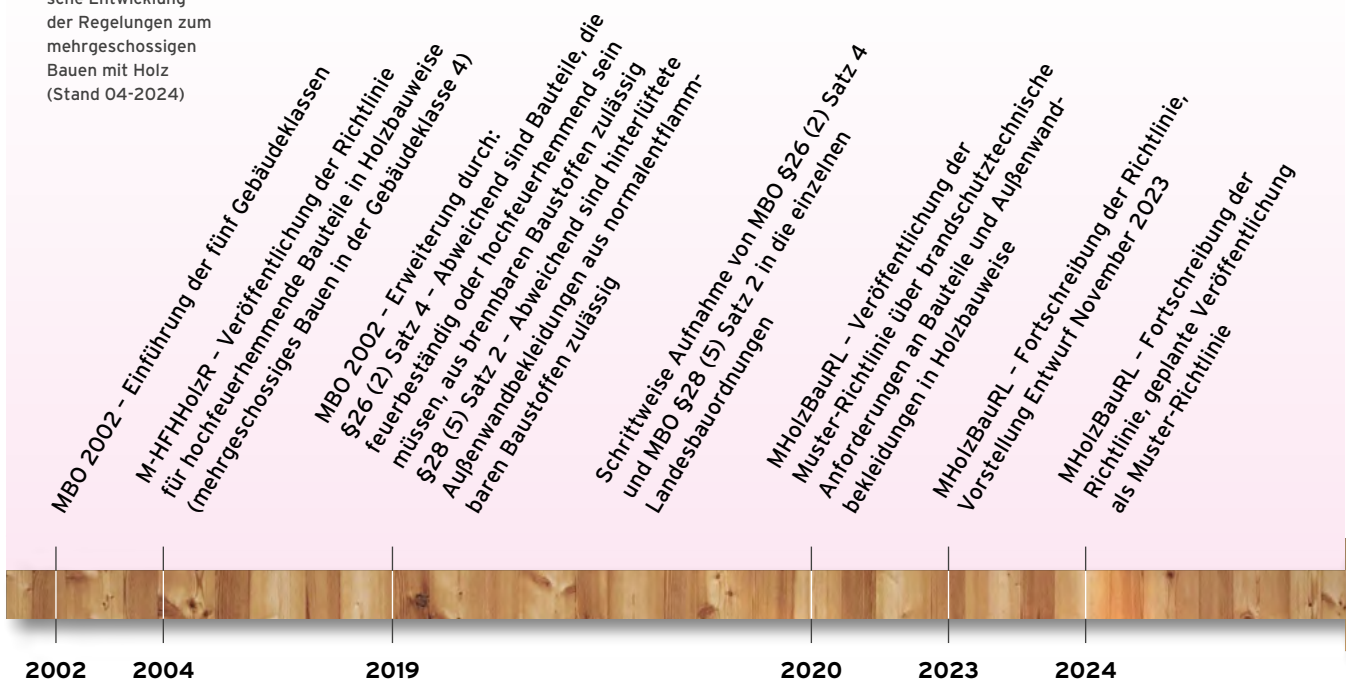 sche Entwicklung
der Regelungen zum
mehrgeschossigen
Bauen mit Holz
(Stand 04-2024)
MBO 2002 – Einführung der fünf Gebäudeklassen
M-HFHHolzR – Veröffentlichung der Richtlinie
für hochfeuerhemmende Bauteile in Holzbauweise
(mehrgeschossiges Bauen in der Gebäudeklasse 4)
MBO 2002 – Erweiterung durch:
§26 (2) Satz 4 – Abweichend sind Bauteile, die
feuerbeständig oder hochfeuerhemmend sein
müssen, aus brennbaren Baustoffen zulässig
§28 (5) Satz 2 – Abweichend sind hinterlüftete
Außenwandbekleidungen aus normalentflamm-
baren Baustoffen zulässig
Schrittweise Aufnahme von MBO §26 (2) Satz 4
und MBO §28 (5) Satz 2 in die einzelnen
Landesbauordnungen
MHolzBauRL – Veröffentlichung der
Muster-Richtlinie über brandschutztechnische
Anforderungen an Bauteile und Außenwand-
bekleidungen in Holzbauweise
MHolzBauRL – Fortschreibung der Richtlinie,
Vorstellung Entwurf November 2023
MHolzBauRL – Fortschreibung der
Richtlinie, geplante Veröffentlichung
als Muster-Richtlinie
2002 2004 2019 2020 2023 2024